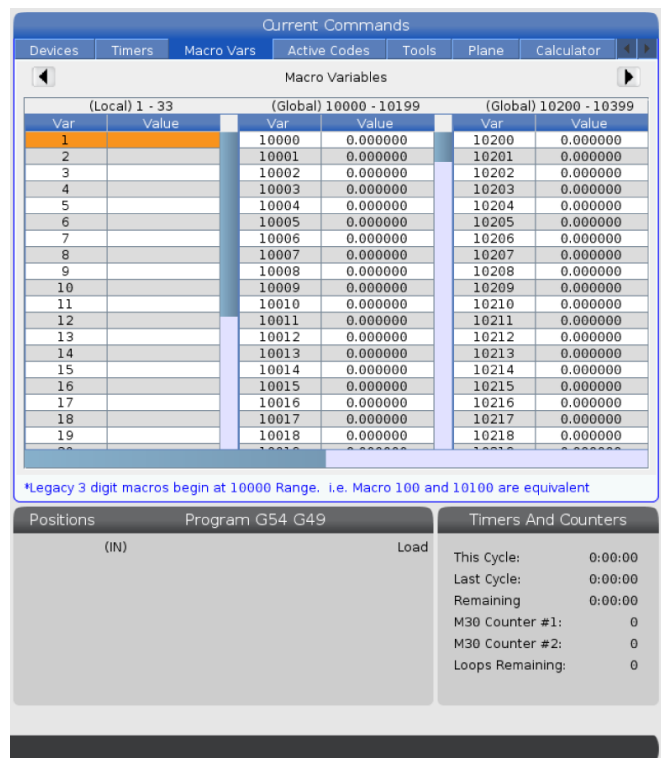 Current Commands
Devices Timers Macro Vars Active Codes Tools Plane Calculator
Macro Variables
(Local) 1 - 33 (Global) 10000 - 10199 (Global) 10200 - 10399
Var Value Var Value Var Value
1 10000 0.000000 10200 0.000000
2 10001 0.000000 10201 0.000000
3 10002 0.000000 10202 0.000000
4 10003 0.000000 10203 0.000000
5 10004 0.000000 10204 0.000000
6 10005 0.000000 10205 0.000000
7 10006 0.000000 10206 0.000000
8 10007 0.000000 10207 0.000000
9 10008 0.000000 10208 0.000000
10 10009 0.000000 10209 0.000000
11 10010 0.000000 10210 0.000000
12 10011 0.000000 10211 0.000000
13 10012 0.000000 10212 0.000000
14 10013 0.000000 10213 0.000000
15 10014 0.000000 10214 0.000000
16 10015 0.000000 10215 0.000000
17 10016 0.000000 10216 0.000000
18 10017 0.000000 10217 0.000000
19 10018 0.000000 10218 0.000000
*Legacy 3 digit macros begin at 10000 Range. i.e. Macro 100 and 10100 are equivalent
Positions Program G54 G49
(IN) Load
Timers And Counters
This Cycle: 0:00:00
Last Cycle: 0:00:00
Remaining 0:00:00
M30 Counter #1: 0
M30 Counter #2: 0
Loops Remaining: 0